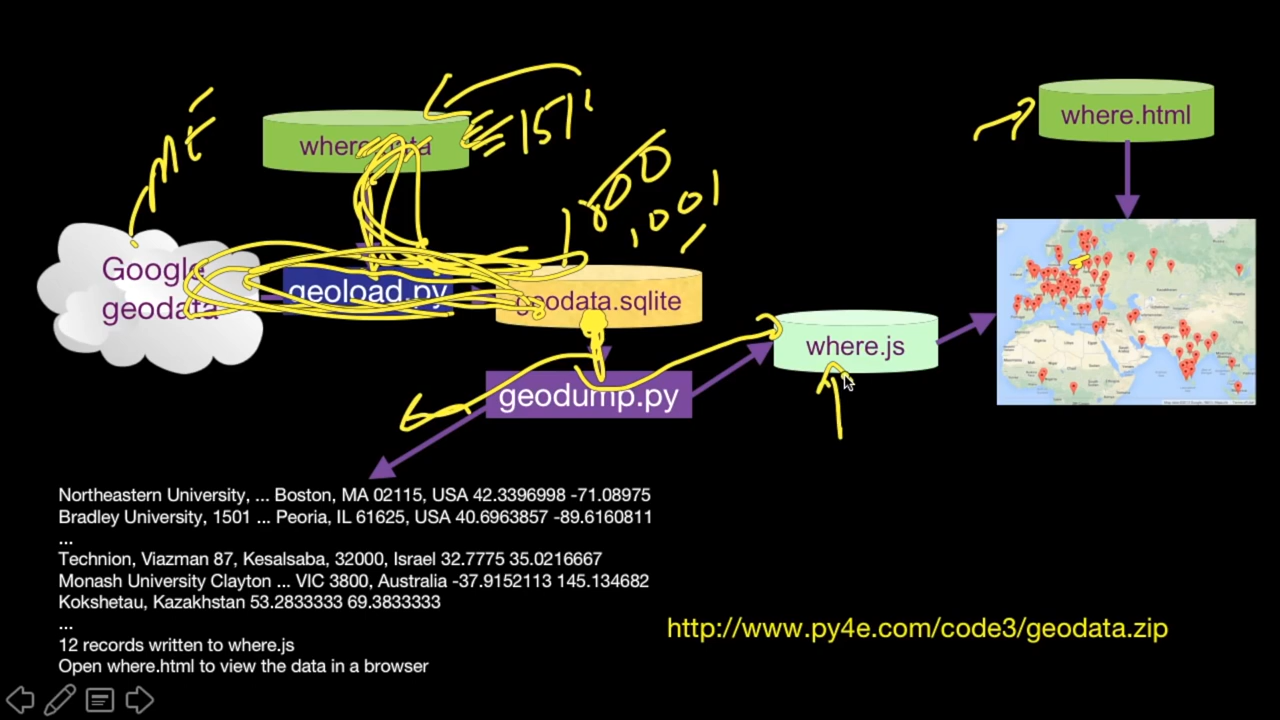 where.data
where.html
Google
geodata
geoload.py
geodata.sqlite
1000
1001
where.js
geodump.py
Northeastern University, ... Boston, MA 02115, USA 42.3396998 -71.08975
Bradley University, 1501 ... Peoria, IL 61625, USA 40.6963857 -89.6160811
...
Technion, Viazman 87, Kesalsaba, 32000, Israel 32.7775 35.0216667
Monash University Clayton ... VIC 3800, Australia -37.9152113 145.134682
Kokshetau, Kazakhstan 53.2833333 69.3833333
...
12 records written to where.js
Open where.html to view the data in a browser
http://www.py4e.com/code3/geodata.zip